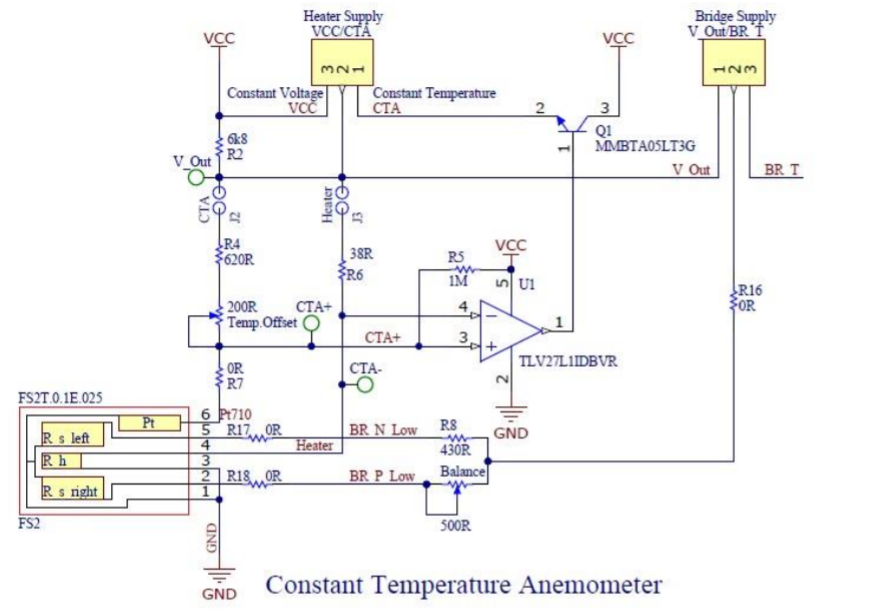 Heater Supply
VCC/CTA
Bridge Supply
V_Out/BR_T
VCC
VCC
3 2 1
1 2 3
Constant Voltage
VCC
Constant Temperature
CTA
2
3
Q1
MMBTA05LT3G
1
6k8
R2
V_Out
V_Out
BR_T
CTA
J2
Heater
J3
R4
620R
38R
R6
R5
1M
VCC
5
U1
R16
0R
200R
Temp.Offset
CTA+
4
1
CTA+
3
TLV27L1IDBVR
0R
R7
CTA-
2
GND
FS2T.0.1E.025
Pt
6
Pt710
R_s_left
5
R17
0R
BR_N_Low
R8
430R
R_h
4
Heater
3
R_s_right
2
R18
0R
BR_P_Low
Balance
1
500R
FS2
GND
GND
Constant Temperature Anemometer